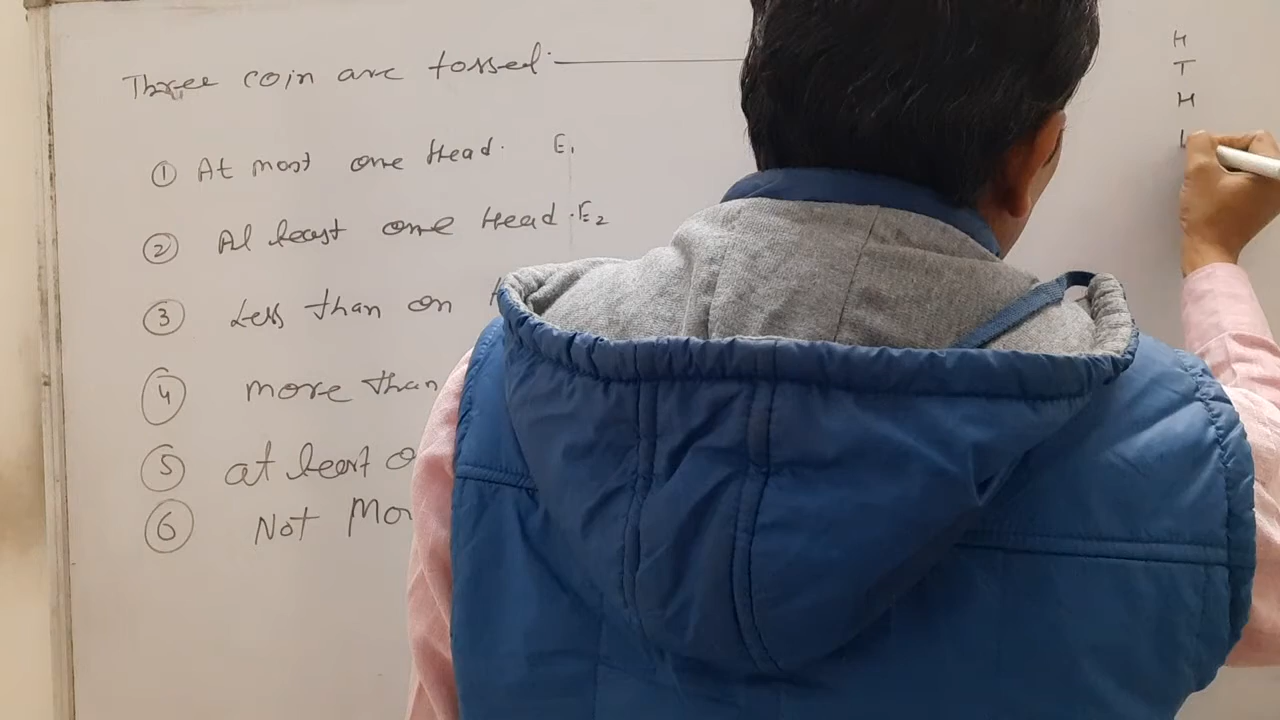 Three coin are tossed.
① At most one Head. E₁
② At least one Head. E₂
③ Less than on
④ more than
⑤ at least
⑥ Not
H
T
H